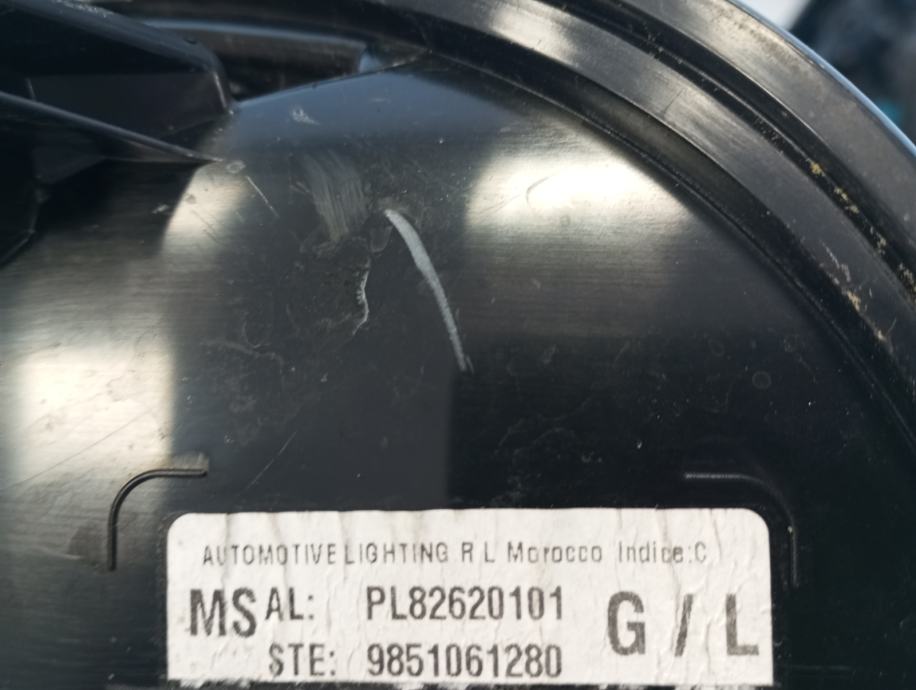 AUTOMOTIVE LIGHTING R L Morocco Indice:C
MS AL: PL82620101 G / L
STE: 9851061280